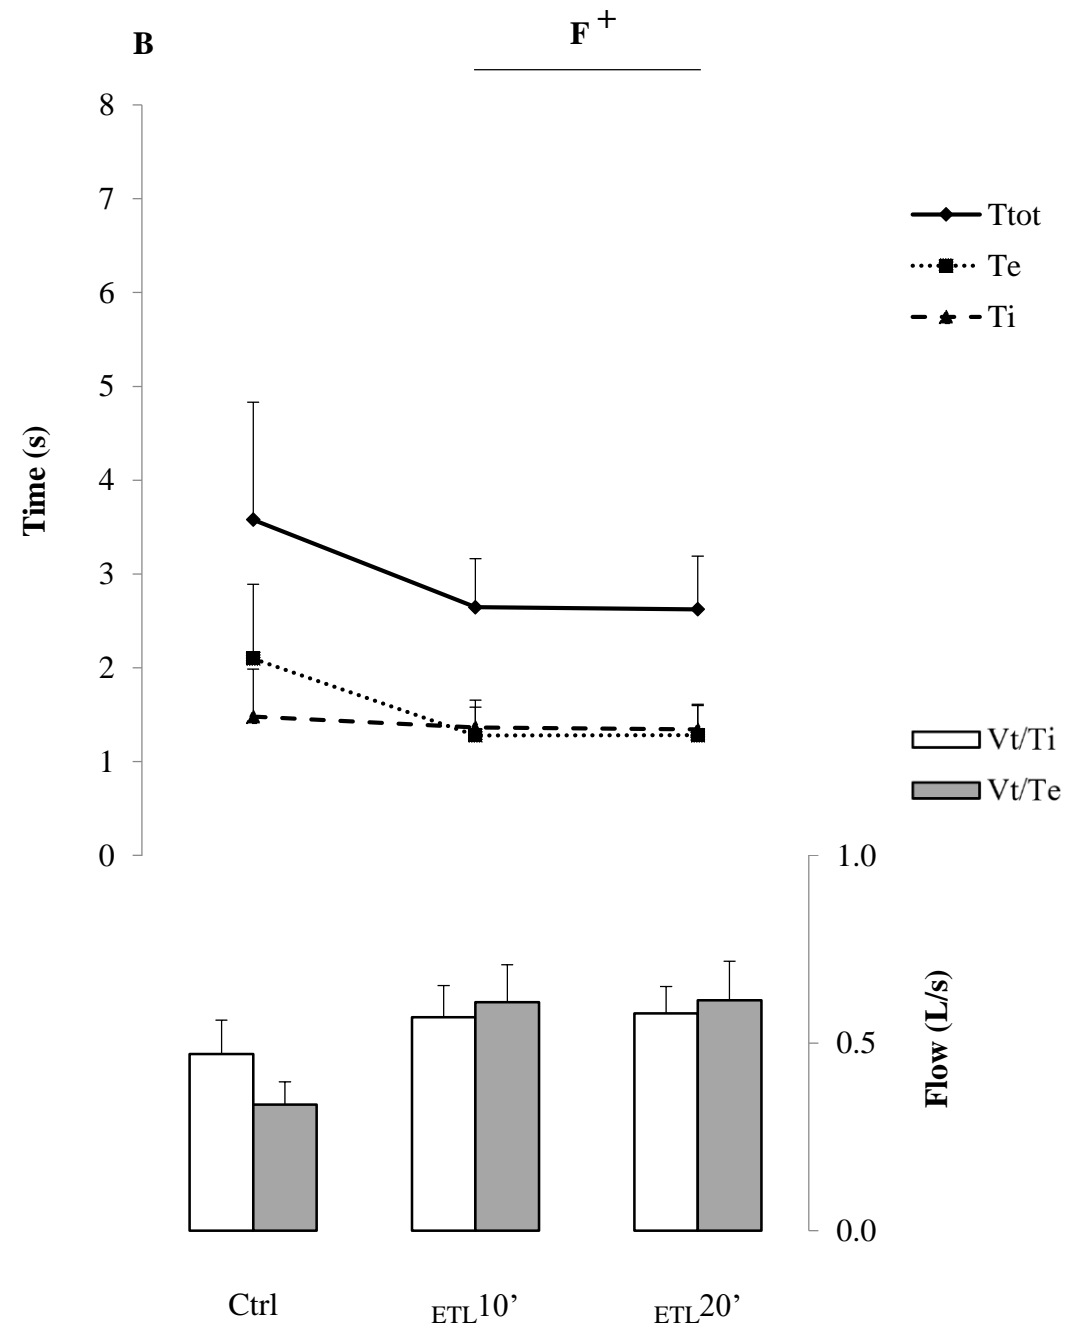 B
F +
8
7
6
5
4
3
2
1
0
Time (s)
Ttot
Te
Ti
Vt/Ti
Vt/Te
1.0
0.5
0.0
Flow (L/s)
Ctrl
ETL10’
ETL20’